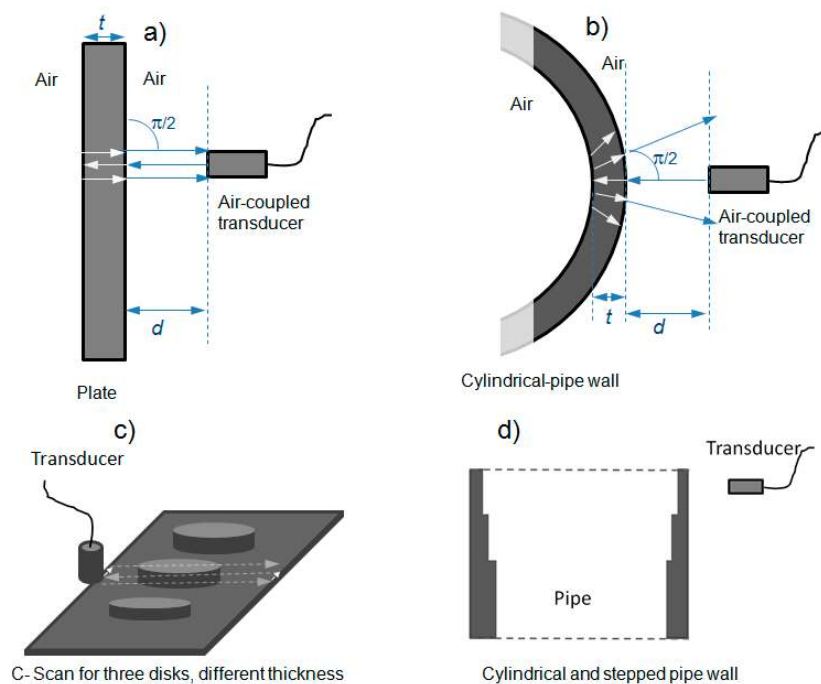 a)
t
Air
Air
π/2
Air-coupled
transducer
d
Plate
b)
Air
Air
π/2
Air-coupled
transducer
t
d
Cylindrical-pipe wall
c)
Transducer
C- Scan for three disks, different thickness
d)
Transducer
Pipe
Cylindrical and stepped pipe wall